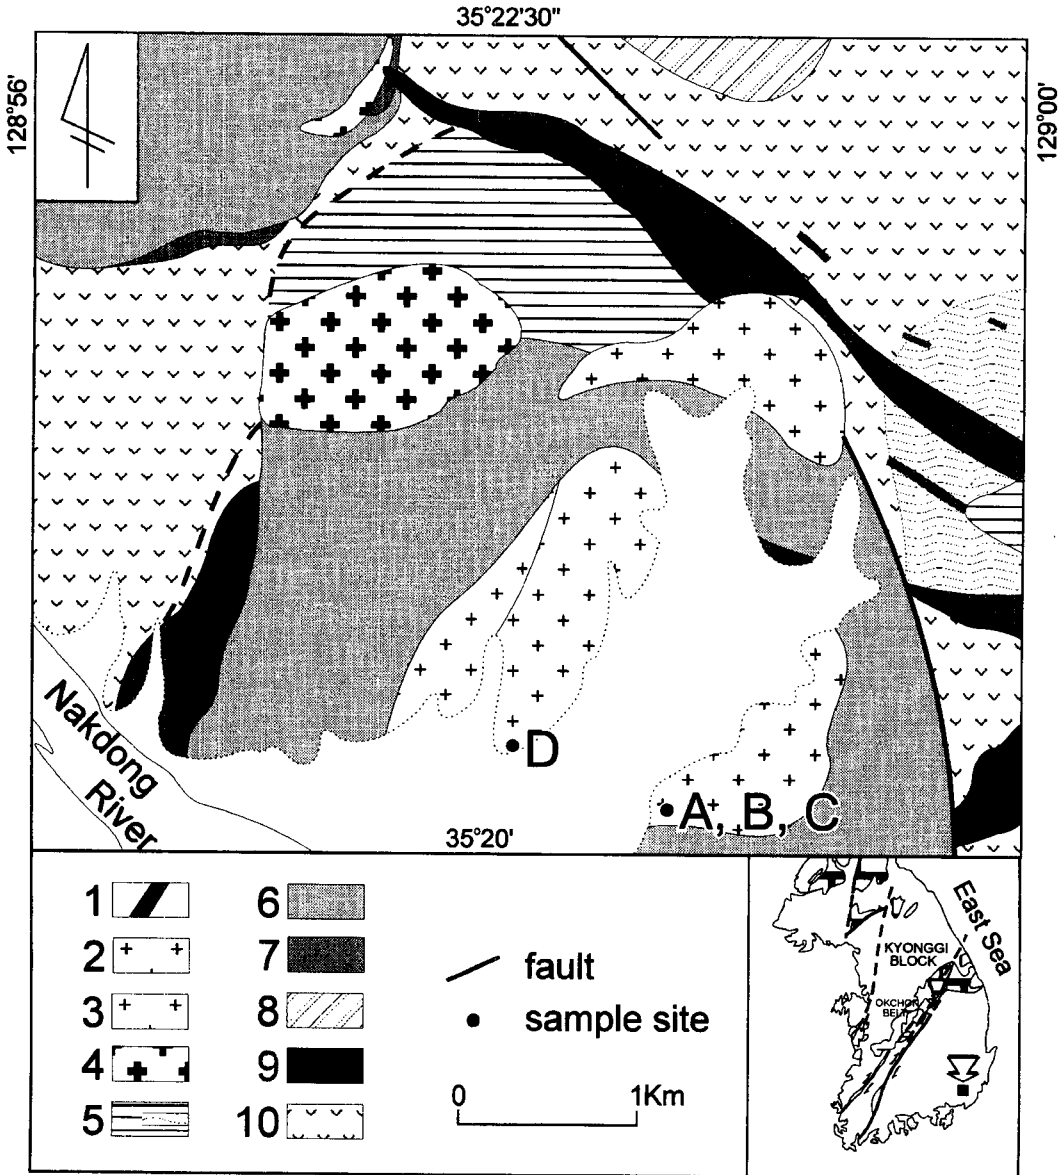 35°22'30"
128°56'
129°00'
Nakdong
River
D
A, B, C
35°20'
1
2
3
4
5
6
7
8
9
10
fault
sample site
0 1Km
East Sea
KYONGGI
BLOCK
OKCHON
BELT